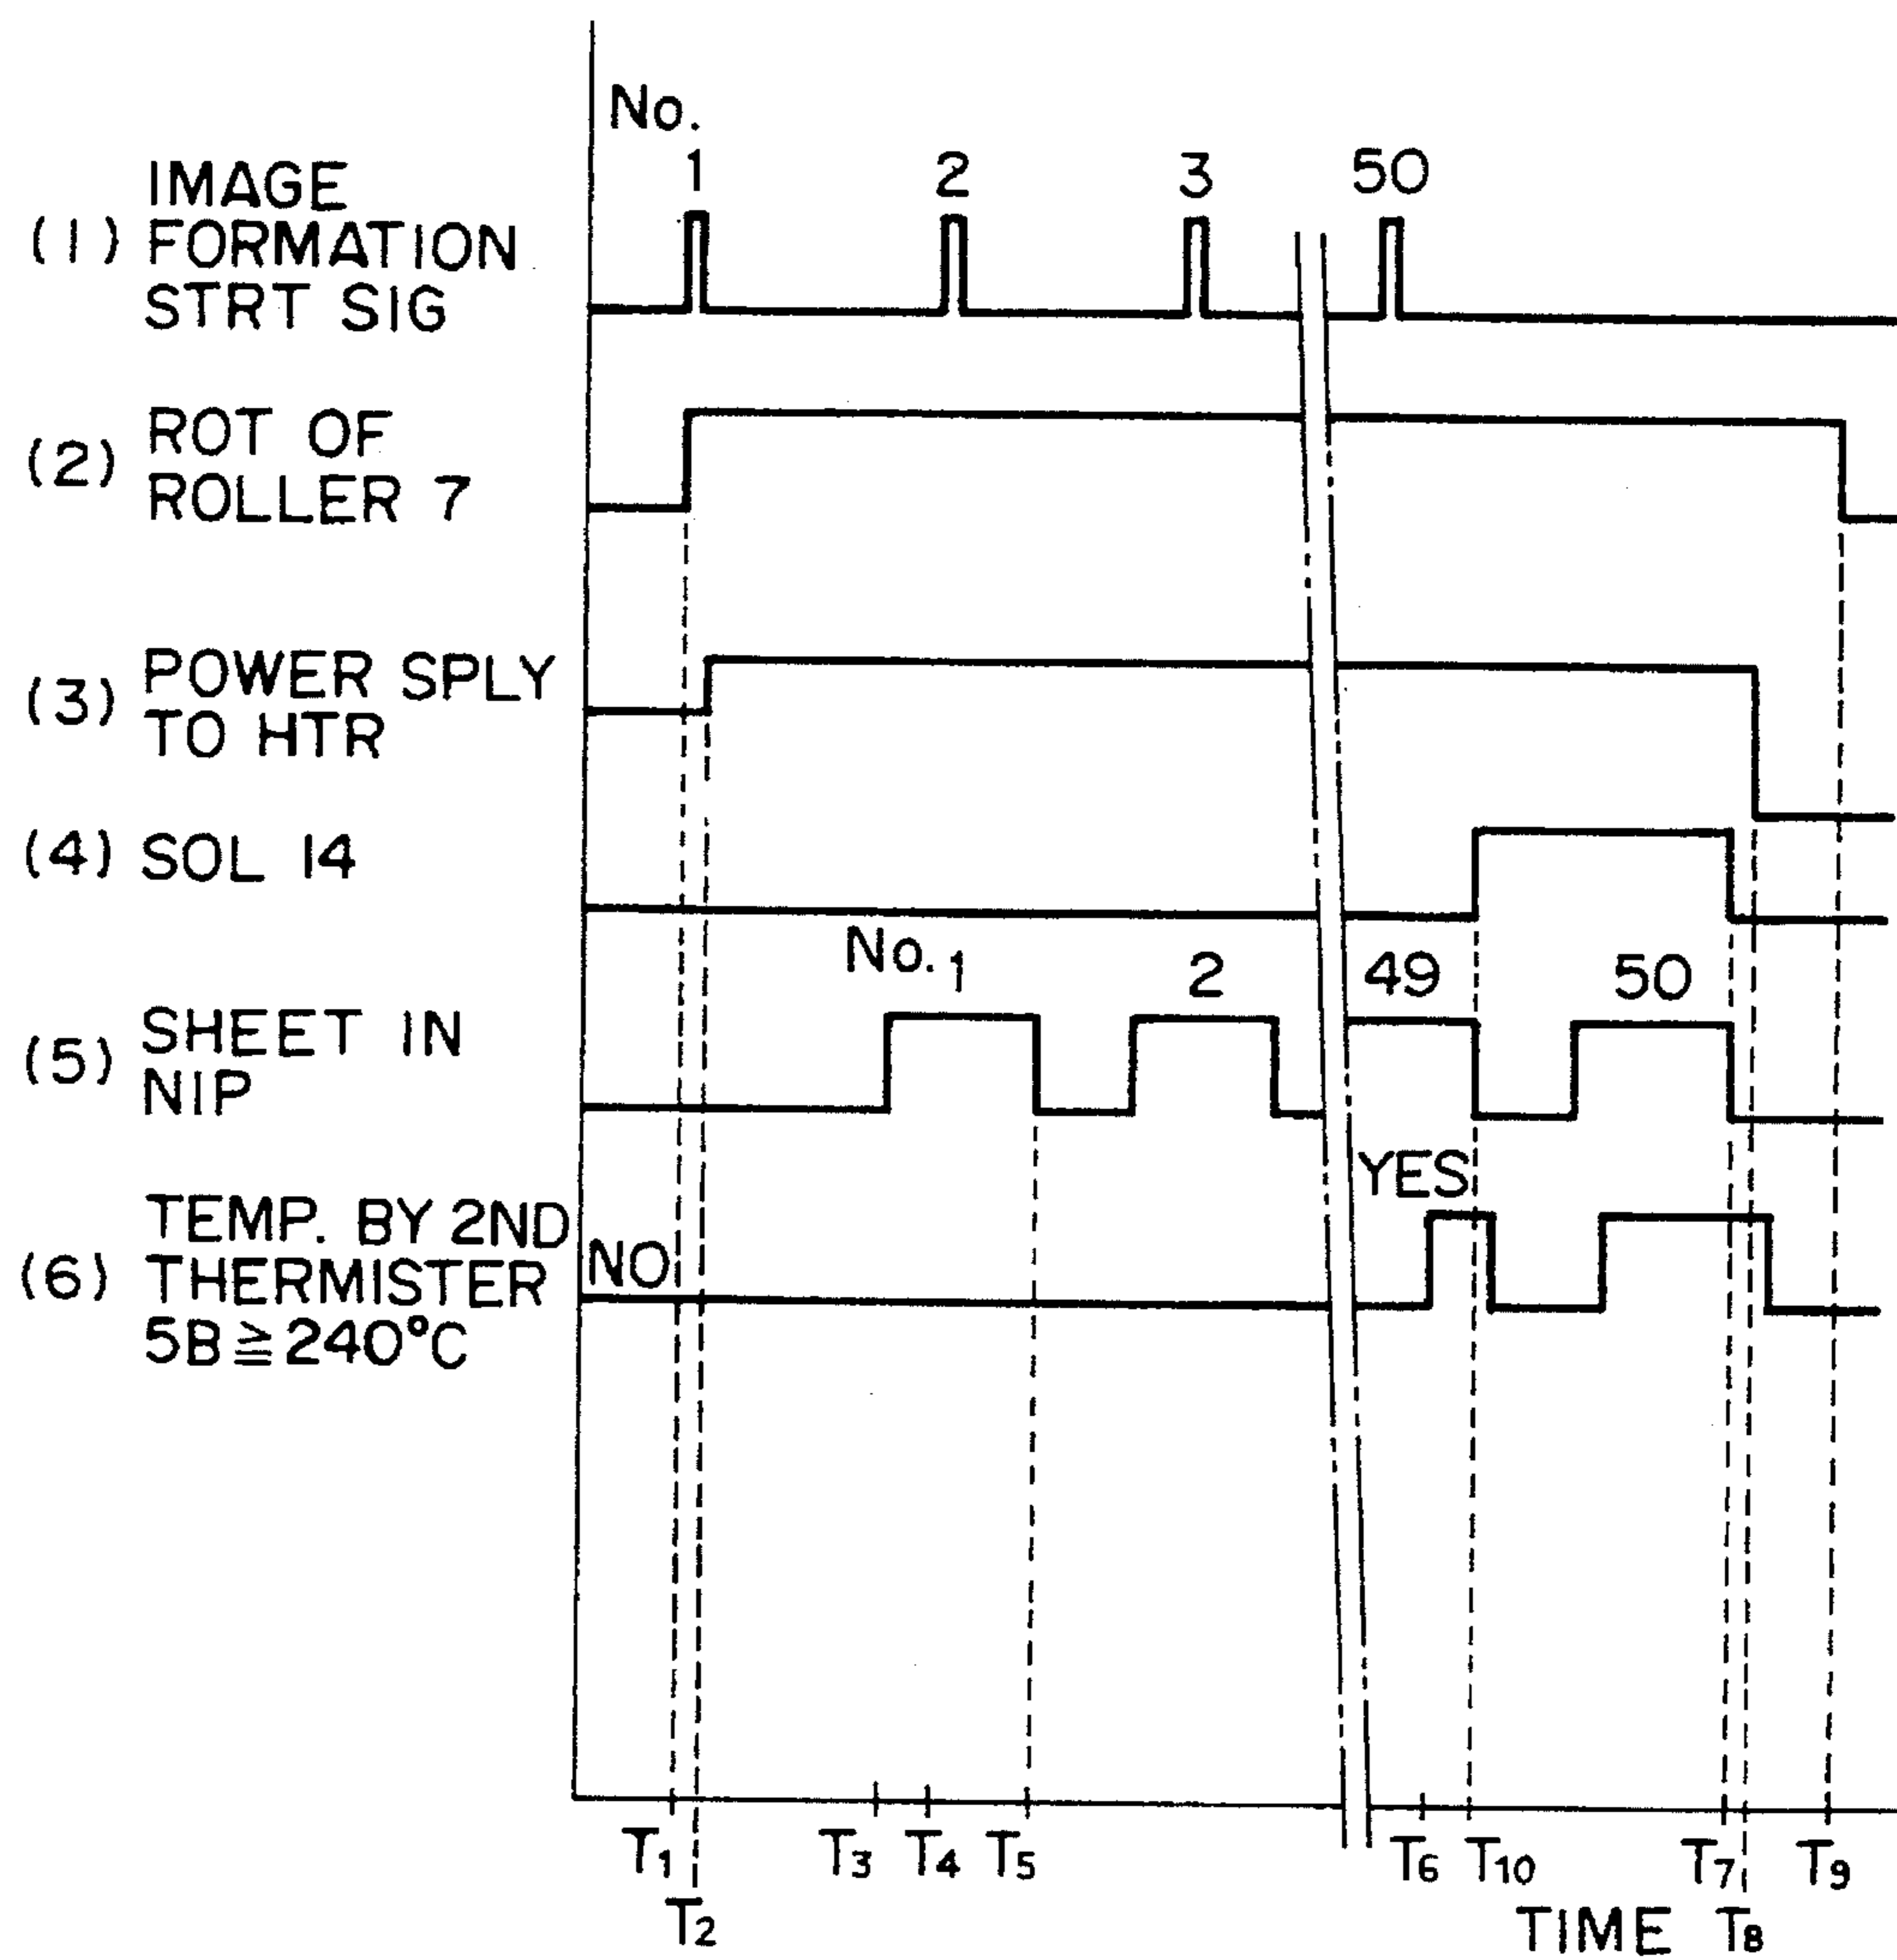 No.
1 2 3 50
(1) IMAGE
FORMATION
STRT SIG
(2) ROT OF
ROLLER 7
(3) POWER SPLY
TO HTR
(4) SOL 14
No. 1 2 49 50
(5) SHEET IN
NIP
YES
NO
(6) TEMP. BY 2ND
THERMISTER
5B ≧ 240°C
T1 T3 T4 T5 T6 T10 T7 T9
T2 TIME T8